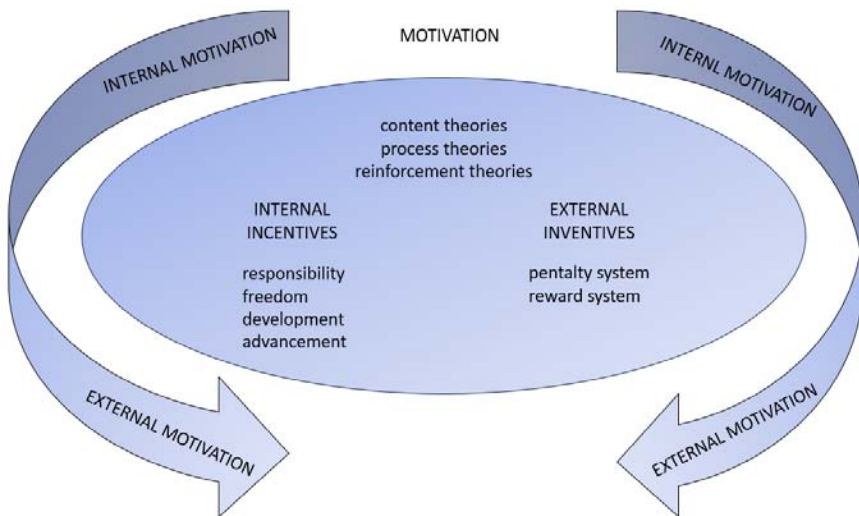 MOTIVATION
INTERNAL MOTIVATION
INTERNL MOTIVATION
content theories
process theories
reinforcement theories
INTERNAL
INCENTIVES
responsibility
freedom
development
advancement
EXTERNAL
INVENTIVES
pentalty system
reward system
EXTERNAL MOTIVATION
EXTERNAL MOTIVATION